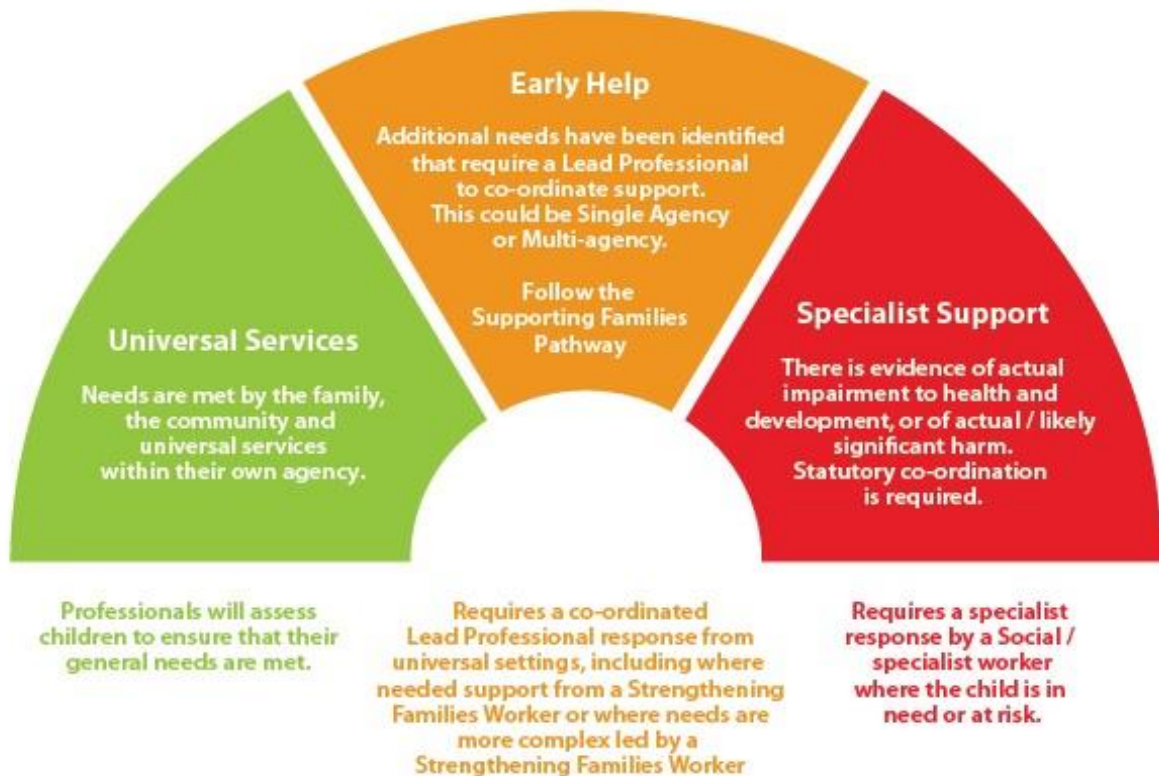 Early Help
Additional needs have been identified
that require a Lead Professional
to co-ordinate support.
This could be Single Agency
or Multi-agency.
Follow the
Supporting Families
Pathway
Universal Services
Needs are met by the family,
the community and
universal services
within their own agency.
Specialist Support
There is evidence of actual
impairment to health and
development, or of actual / likely
significant harm.
Statutory co-ordination
is required.
Professionals will assess
children to ensure that their
general needs are met.
Requires a co-ordinated
Lead Professional response from
universal settings, including where
needed support from a Strengthening
Families Worker or where needs are
more complex led by a
Strengthening Families Worker
Requires a specialist
response by a Social /
specialist worker
where the child is in
need or at risk.